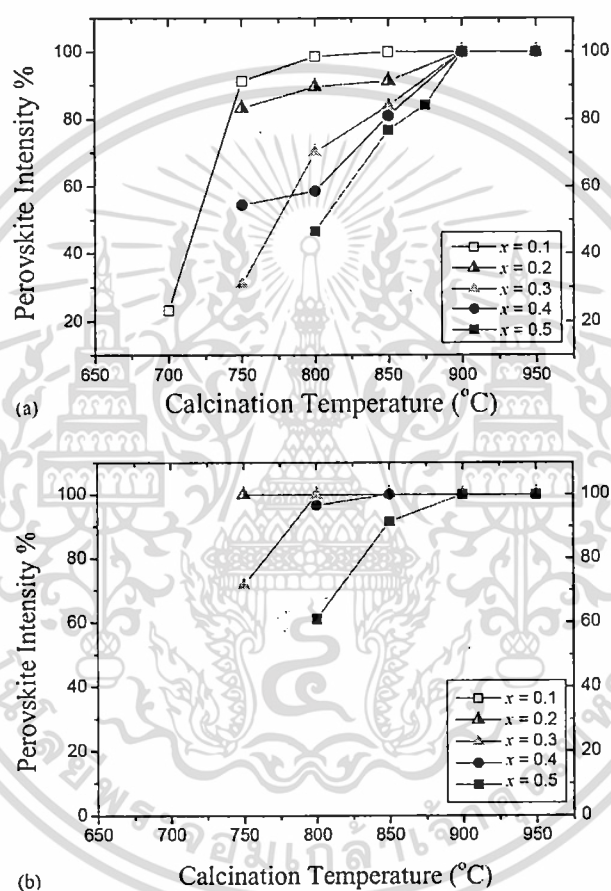 100 100
80 80
60 60
40 40
20 20
Perovskite Intensity %
x = 0.1
x = 0.2
x = 0.3
x = 0.4
x = 0.5
650 700 750 800 850 900 950
(a) Calcination Temperature (°C)
100 100
80 80
60 60
40 40
20 20
0 0
Perovskite Intensity %
x = 0.1
x = 0.2
x = 0.3
x = 0.4
x = 0.5
650 700 750 800 850 900 950
(b) Calcination Temperature (°C)